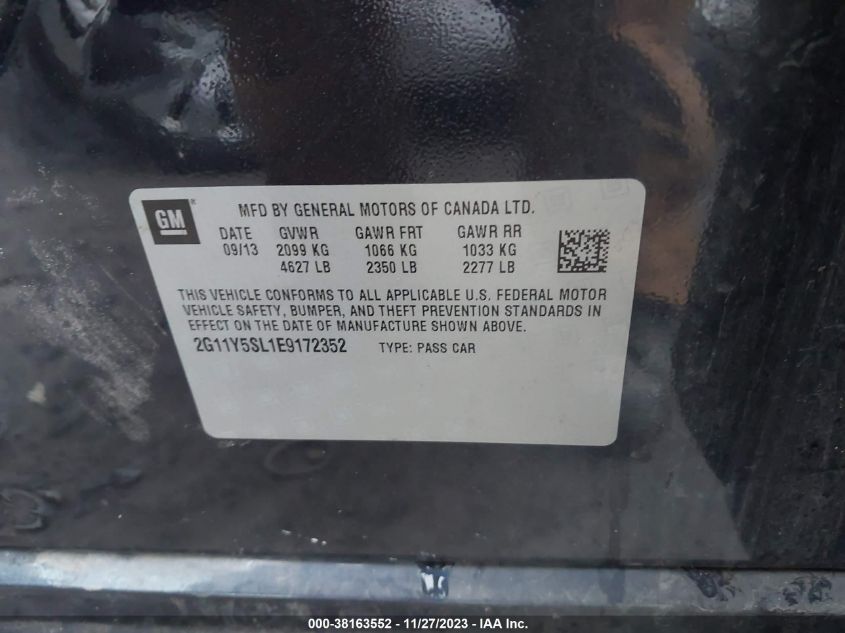 GM ®
MFD BY GENERAL MOTORS OF CANADA LTD.
DATE GVWR GAWR FRT GAWR RR
09/13 2099 KG 1066 KG 1033 KG
4627 LB 2350 LB 2277 LB
THIS VEHICLE CONFORMS TO ALL APPLICABLE U.S. FEDERAL MOTOR
VEHICLE SAFETY, BUMPER, AND THEFT PREVENTION STANDARDS IN
EFFECT ON THE DATE OF MANUFACTURE SHOWN ABOVE.
2G11Y5SL1E9172352 TYPE: PASS CAR
000-38163552 - 11/27/2023 - IAA Inc.